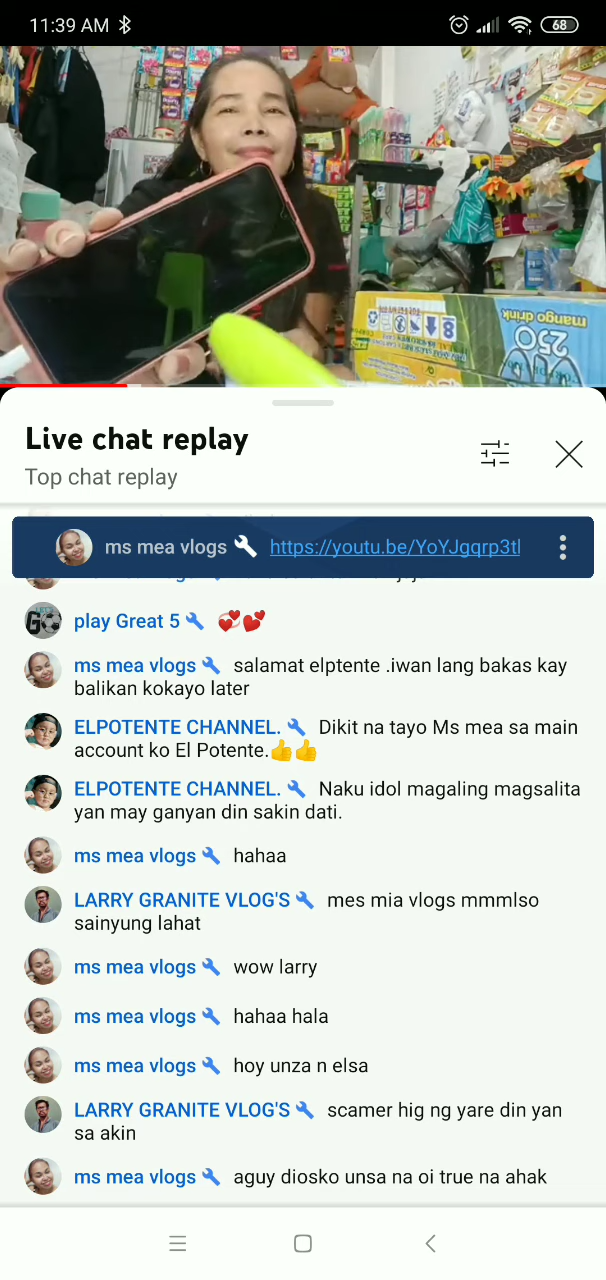 11:39 AM
68
mango drink
250
8
Live chat replay
Top chat replay
ms mea vlogs https://youtu.be/YoYJgqrp3tl
play Great 5 💞💕
ms mea vlogs salamat elptente .iwan lang bakas kay
balikan kokayo later
ELPOTENTE CHANNEL. Dikit na tayo Ms mea sa main
account ko El Potente.👍👍
ELPOTENTE CHANNEL. Naku idol magaling magsalita
yan may ganyan din sakin dati.
ms mea vlogs hahaa
LARRY GRANITE VLOG'S mes mia vlogs mmmlso
sainyung lahat
ms mea vlogs wow larry
ms mea vlogs hahaa hala
ms mea vlogs hoy unza n elsa
LARRY GRANITE VLOG'S scamer hig ng yare din yan
sa akin
ms mea vlogs aguy diosko unsa na oi true na ahak